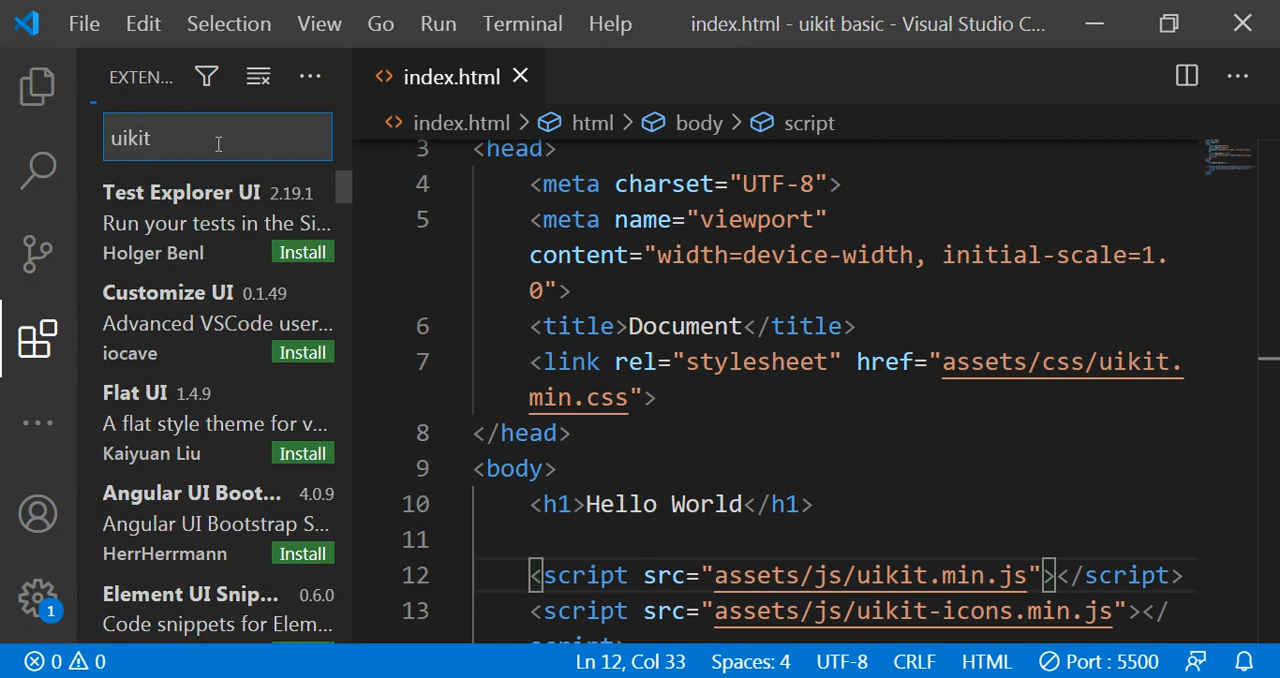 File Edit Selection View Go Run Terminal Help index.html - uikit basic - Visual Studio C...
EXTEN...
uikit
Test Explorer UI 2.19.1
Run your tests in the Si...
Holger Benl Install
Customize UI 0.1.49
Advanced VSCode user...
iocave Install
Flat UI 1.4.9
A flat style theme for v...
Kaiyuan Liu Install
Angular UI Boot... 4.0.9
Angular UI Bootstrap S...
HerrHerrmann Install
Element UI Snip... 0.6.0
Code snippets for Elem...
1
index.html
index.html > html > body > script
3 <head>
4 <meta charset="UTF-8">
5 <meta name="viewport"
content="width=device-width, initial-scale=1.
0">
6 <title>Document</title>
7 <link rel="stylesheet" href="assets/css/uikit.
min.css">
8 </head>
9 <body>
10 <h1>Hello World</h1>
11
12 <script src="assets/js/uikit.min.js"></script>
13 <script src="assets/js/uikit-icons.min.js"></
script>
0 0 Ln 12, Col 33 Spaces: 4 UTF-8 CRLF HTML Port : 5500